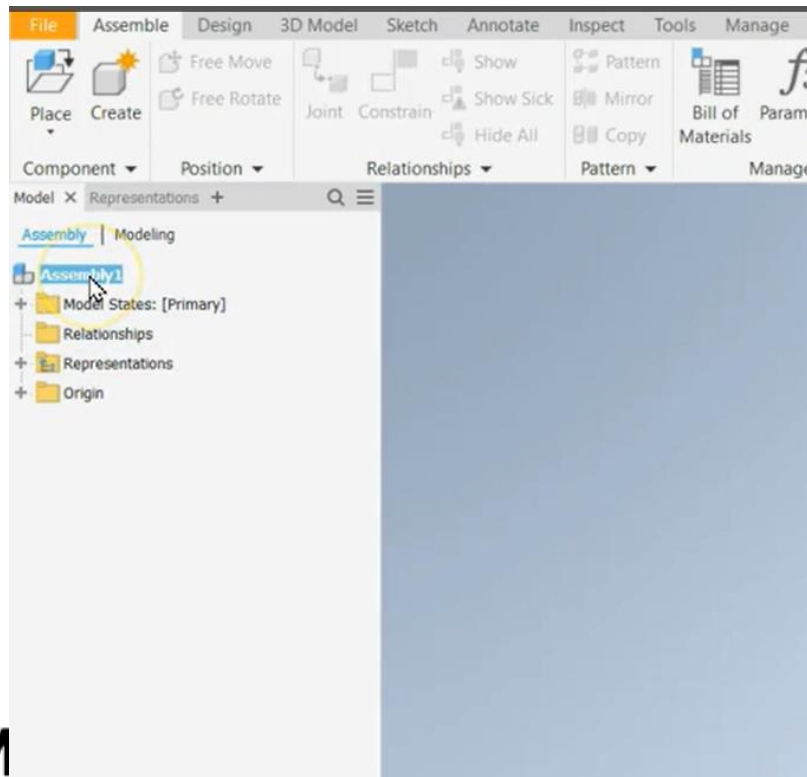 File Assemble Design 3D Model Sketch Annotate Inspect Tools Manage
Free Move Show Pattern
Free Rotate Show Sick Mirror
Place Create Joint Constrain Hide All Copy Bill of Materials
Component Position Relationships Pattern
Model Representations +
Assembly | Modeling
Assembly1
Model States: [Primary]
Relationships
Representations
Origin